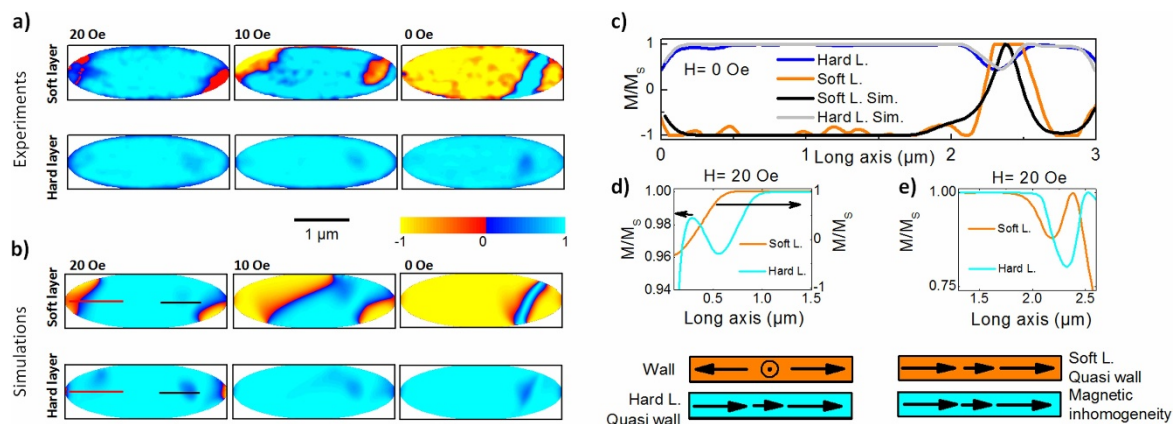 a)
20 Oe
10 Oe
0 Oe
Experiments
Soft layer
Hard layer
1 µm
-1
0
1
b)
20 Oe
10 Oe
0 Oe
Simulations
Soft layer
Hard layer
c)
M/M_S
1
0
-1
H= 0 Oe
Hard L.
Soft L.
Soft L. Sim.
Hard L. Sim.
0
1
2
3
Long axis (µm)
d)
H= 20 Oe
M/M_S
1.00
0.98
0.96
0.94
1
0
-1
M/M_S
Soft L.
Hard L.
0.5
1.0
1.5
Long axis (µm)
e)
H= 20 Oe
M/M_S
1.00
0.75
Soft L.
Hard L.
1.5
2.0
2.5
Long axis (µm)
Wall
Hard L.
Quasi wall
Soft L.
Quasi wall
Magnetic
inhomogeneity